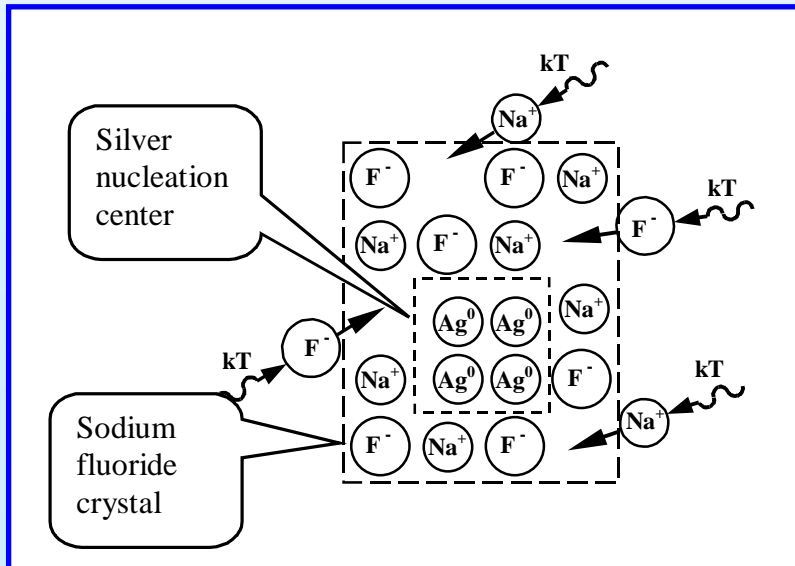 kT
Na⁺
Silver
nucleation
center
F⁻ F⁻ Na⁺
kT
F⁻
Na⁺ F⁻ Na⁺
Na⁺
Ag⁰ Ag⁰
F⁻
kT
Na⁺ Ag⁰ Ag⁰ F⁻
kT
Na⁺
Sodium
fluoride
crystal
F⁻ Na⁺ F⁻